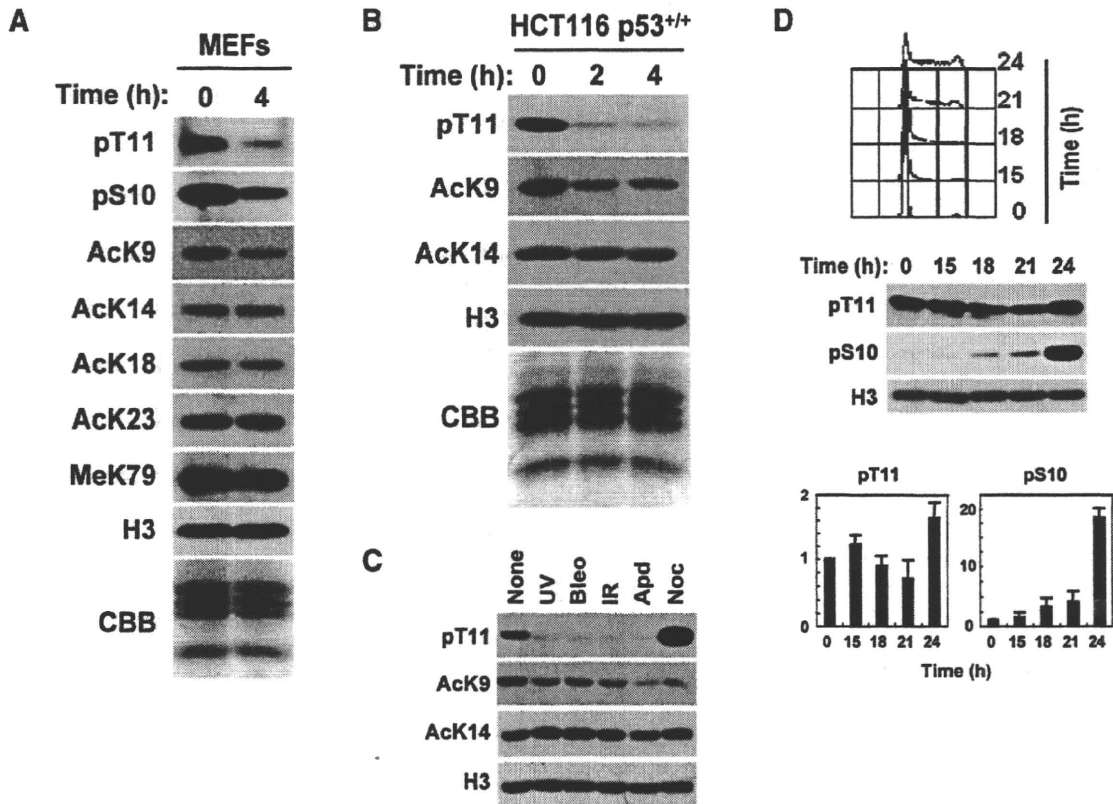 A
MEFs
Time (h): 0 4
pT11
pS10
AcK9
AcK14
AcK18
AcK23
MeK79
H3
CBB
B
HCT116 p53+/+
Time (h): 0 2 4
pT11
AcK9
AcK14
H3
CBB
C
None UV Bleo IR Apd Noc
pT11
AcK9
AcK14
H3
D
24
21
18
15
0
Time (h)
Time (h): 0 15 18 21 24
pT11
pS10
H3
pT11
2
1
0
0 15 18 21 24
pS10
20
10
0
0 15 18 21 24
Time (h)